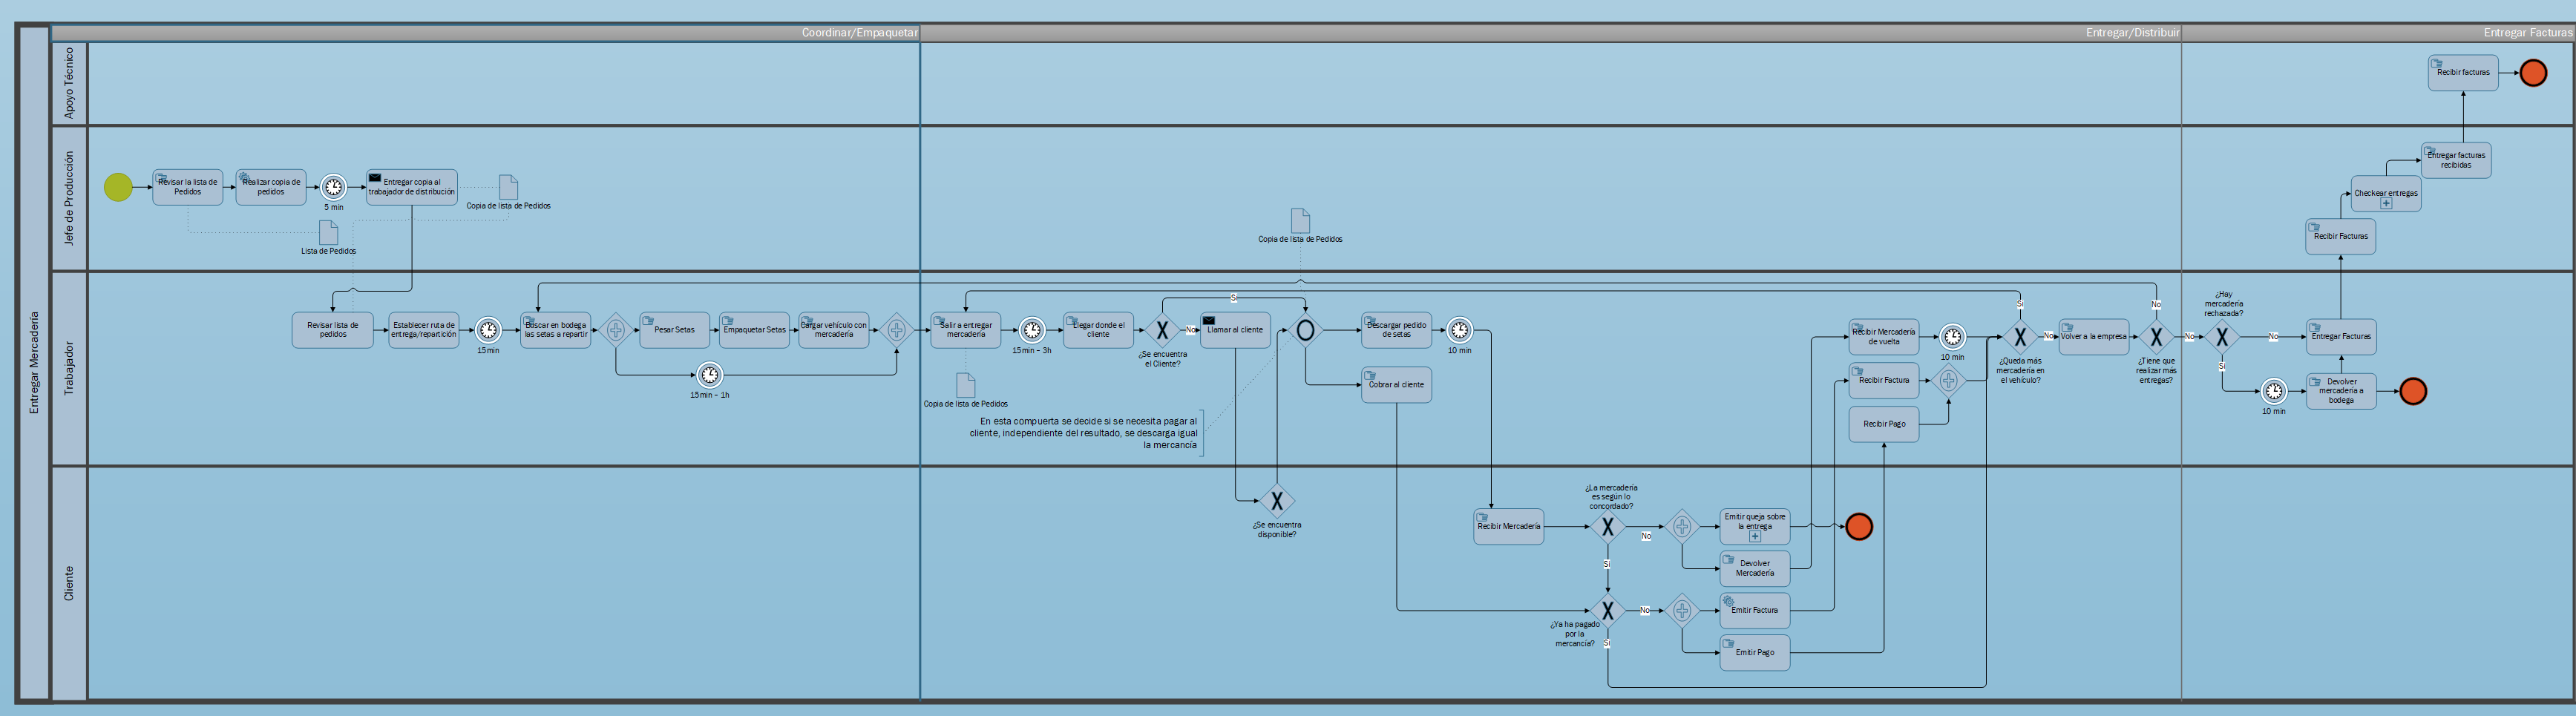 Coordinar/Empaquetar
Entregar/Distribuir
Entregar Facturas
Entregar Mercadería
Apoyo Técnico
Recibir facturas
Jefe de Producción
Revisar la lista de
Pedidos
Realizar copia de
pedidos
5 min
Entregar copia al
trabajador de distribución
Copia de lista de Pedidos
Lista de Pedidos
Copia de lista de Pedidos
Entregar facturas
recibidas
Checkear entregas
Recibir Facturas
Trabajador
Revisar lista de
pedidos
Establecer ruta de
entrega/repartición
15min
Buscar en bodega
las setas a repartir
Pesar Setas
Empaquetar Setas
Cargar vehículo con
mercadería
15min – 1h
Salir a entregar
mercadería
15min – 3h
Copia de lista de Pedidos
Llegar donde el
cliente
¿Se encuentra
el Cliente?
Si
No
Llamar al cliente
En esta compuerta se decide si se necesita pagar al
cliente, independiente del resultado, se descarga igual
la mercancía
Descargar pedido
de setas
10 min
Cobrar al cliente
Recibir Mercadería
de vuelta
10 min
Recibir Factura
Recibir Pago
Si
No
¿Queda más
mercadería en
el vehículo?
Volver a la empresa
No
¿Tiene que
realizar más
entregas?
No
¿Hay
mercadería
rechazada?
No
Si
10 min
Entregar Facturas
Devolver
mercadería a
bodega
Cliente
¿Se encuentra
disponible?
Recibir Mercadería
¿La mercadería
es según lo
concordado?
No
Si
Emitir queja sobre
la entrega
Devolver
Mercadería
¿Ya ha pagado
por la
mercancía?
No
Si
Emitir Factura
Emitir Pago